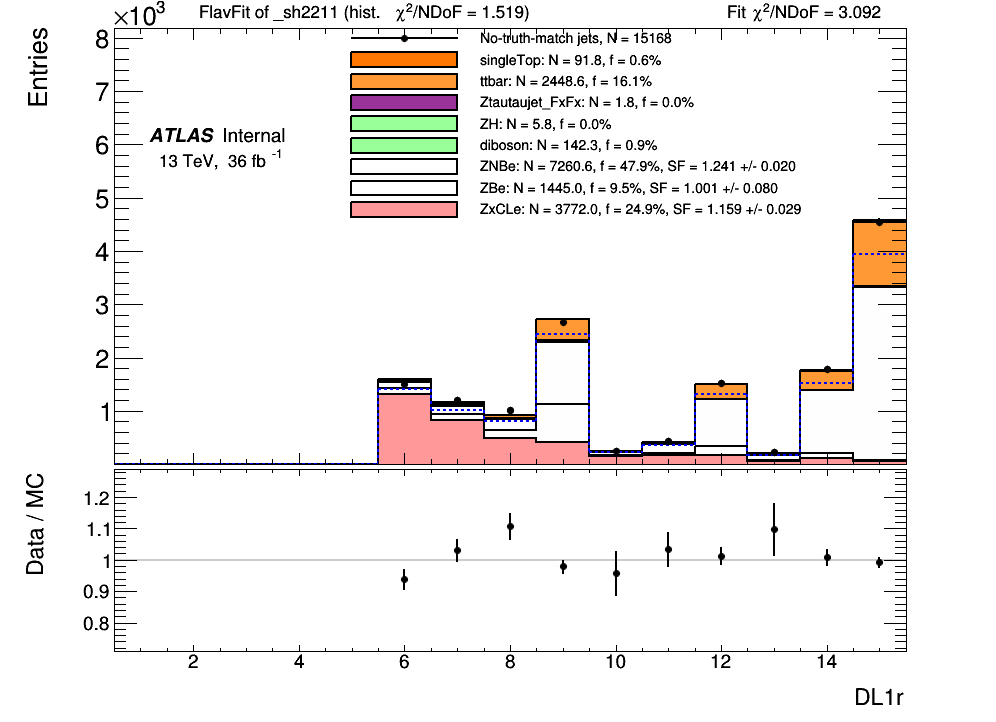 ×10³
FlavFit of _sh2211 (hist. χ²/NDoF = 1.519)
Fit χ²/NDoF = 3.092
Entries
8
7
6
5
4
3
2
1
ATLAS Internal
13 TeV, 36 fb ⁻¹
No-truth-match jets, N = 15168
singleTop: N = 91.8, f = 0.6%
ttbar: N = 2448.6, f = 16.1%
Ztautaujet_FxFx: N = 1.8, f = 0.0%
ZH: N = 5.8, f = 0.0%
diboson: N = 142.3, f = 0.9%
ZNBe: N = 7260.6, f = 47.9%, SF = 1.241 +/- 0.020
ZBe: N = 1445.0, f = 9.5%, SF = 1.001 +/- 0.080
ZxCLe: N = 3772.0, f = 24.9%, SF = 1.159 +/- 0.029
Data / MC
1.2
1.1
1
0.9
0.8
2 4 6 8 10 12 14
DL1r